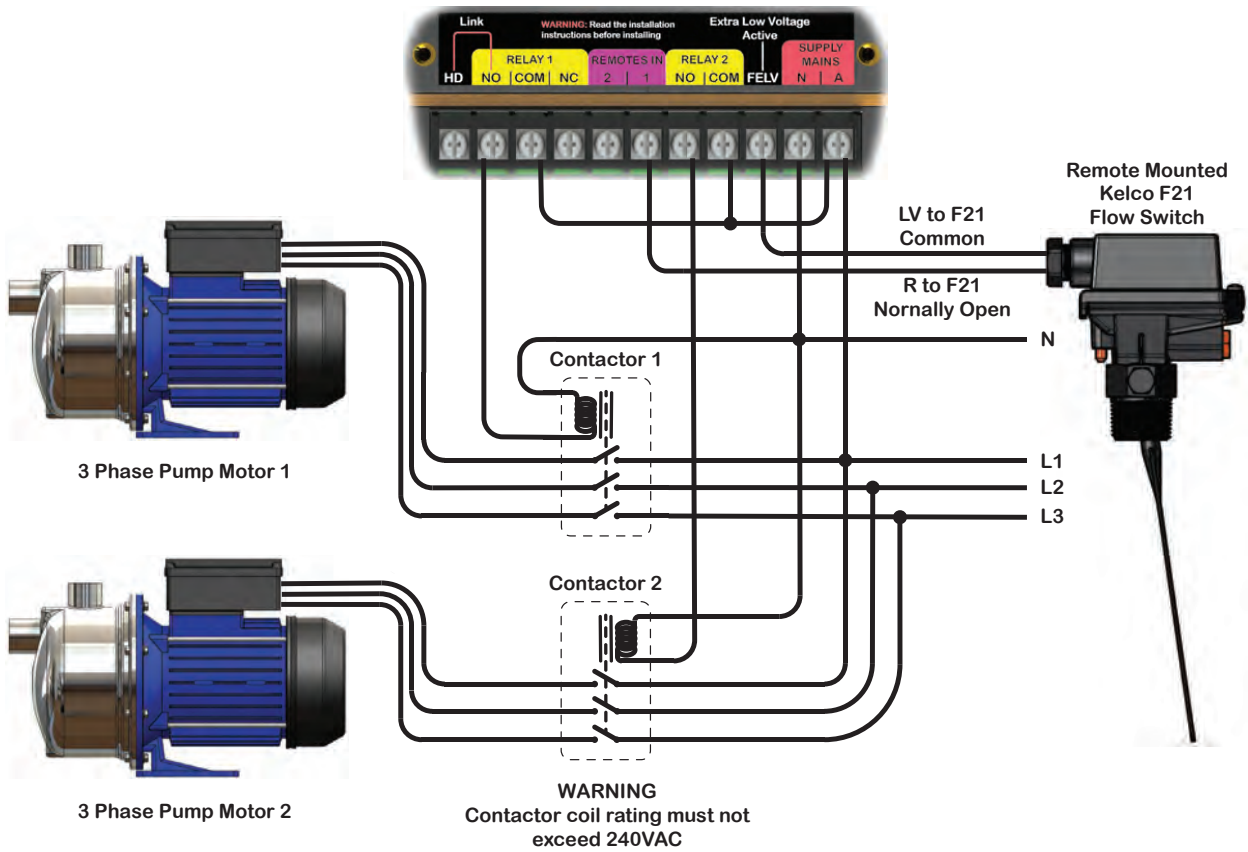 Link
WARNING: Read the installation
instructions before installing
Extra Low Voltage
Active
SUPPLY
MAINS
RELAY 1
REMOTES IN
RELAY 2
HD
NO | COM | NC
2 | 1
NO | COM
FELV
N | A
Remote Mounted
Kelco F21
Flow Switch
LV to F21
Common
R to F21
Nornally Open
N
Contactor 1
L1
L2
L3
3 Phase Pump Motor 1
Contactor 2
3 Phase Pump Motor 2
WARNING
Contactor coil rating must not
exceed 240VAC